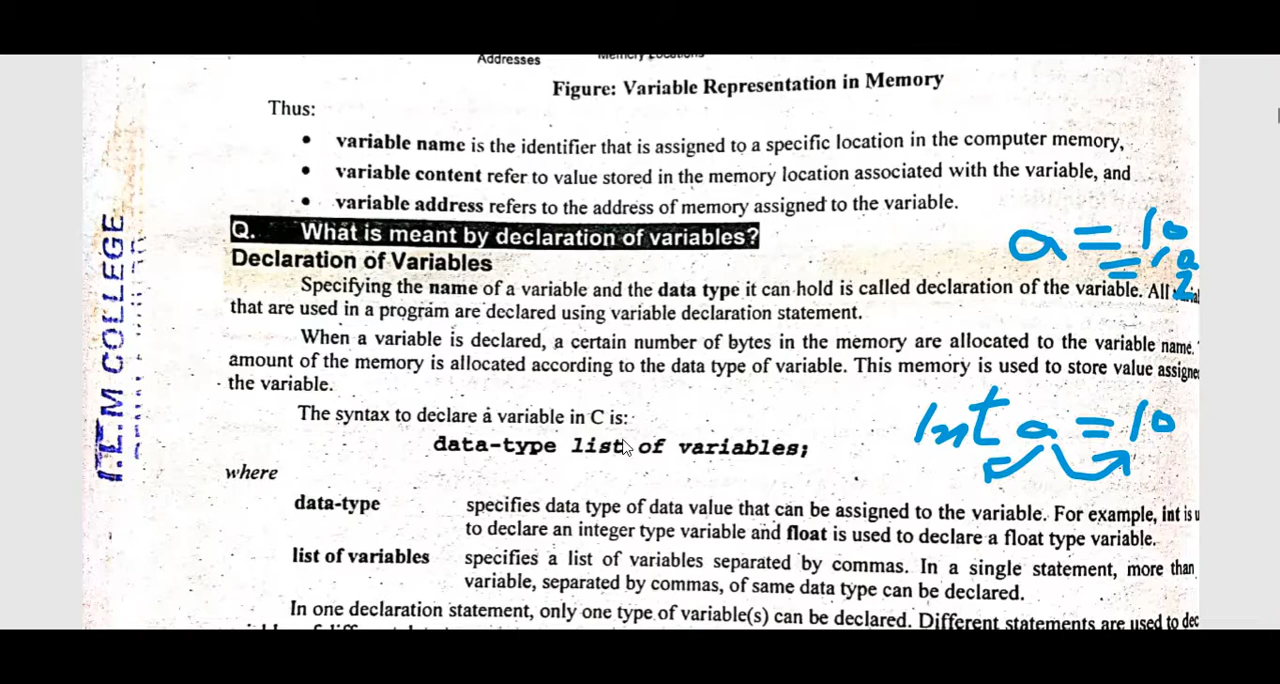 Addresses
Memory Locations
Figure: Variable Representation in Memory
Thus:
• variable name is the identifier that is assigned to a specific location in the computer memory,
• variable content refer to value stored in the memory location associated with the variable, and
• variable address refers to the address of memory assigned to the variable.
Q. What is meant by declaration of variables?
a = 10
Declaration of Variables
Specifying the name of a variable and the data type it can hold is called declaration of the variable. All
that are used in a program are declared using variable declaration statement.
When a variable is declared, a certain number of bytes in the memory are allocated to the variable name.
amount of the memory is allocated according to the data type of variable. This memory is used to store value assigne
the variable.
The syntax to declare a variable in C is:
Int a = 10
data-type list of variables;
where
data-type specifies data type of data value that can be assigned to the variable. For example, int is u
to declare an integer type variable and float is used to declare a float type variable.
list of variables specifies a list of variables separated by commas. In a single statement, more than
variable, separated by commas, of same data type can be declared.
In one declaration statement, only one type of variable(s) can be declared. Different statements are used to dec
I.T.M COLLEGE